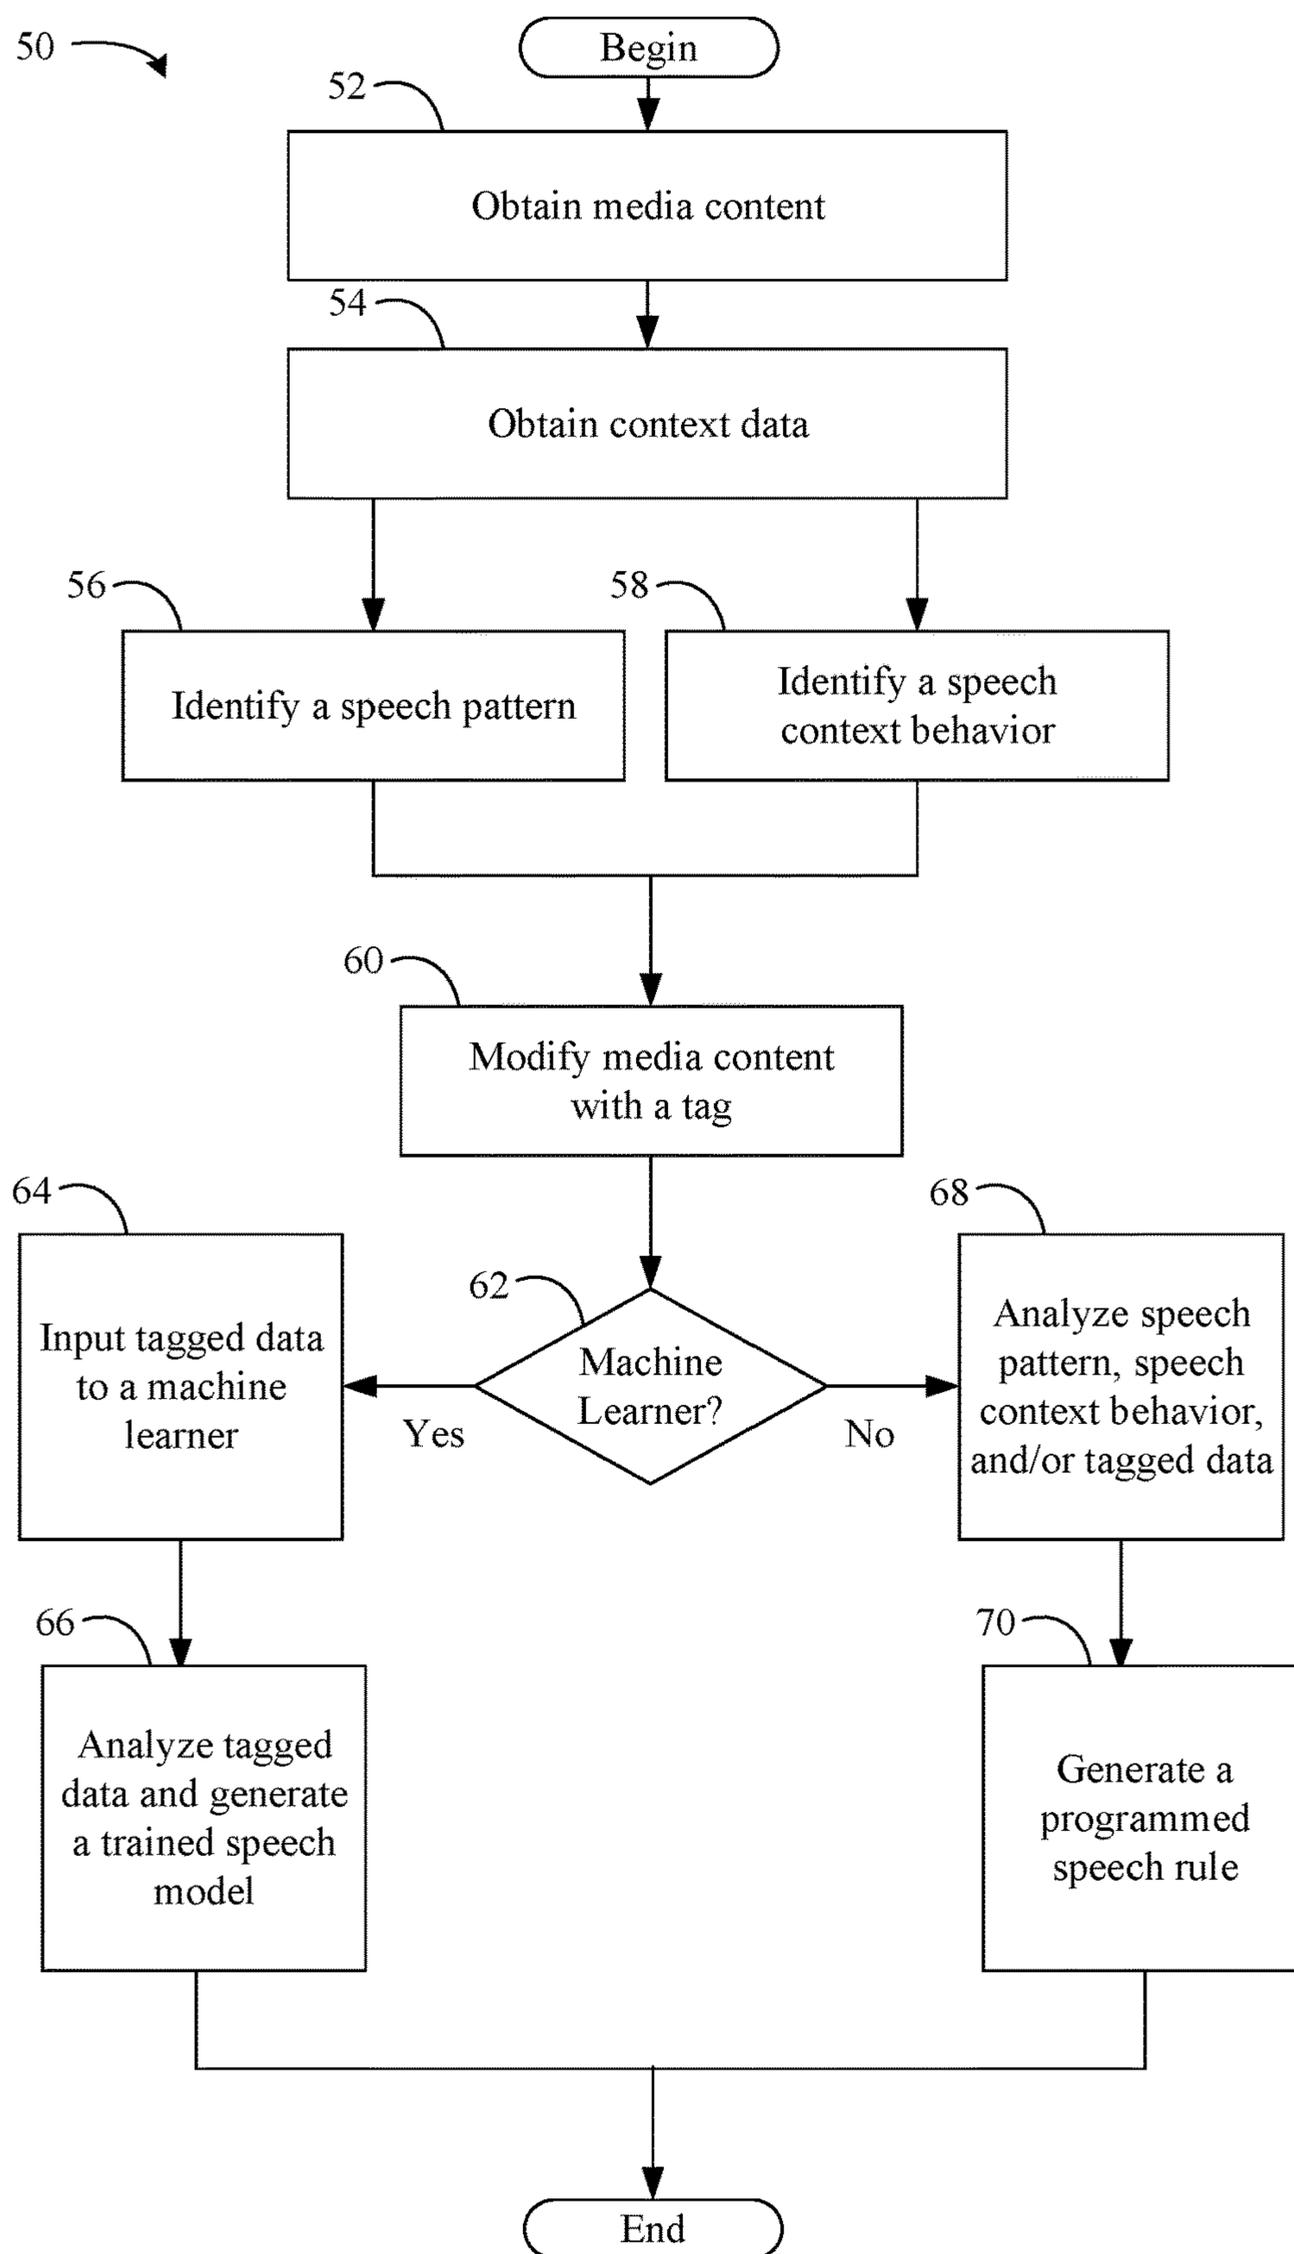 50
Begin
52
Obtain media content
54
Obtain context data
56
58
Identify a speech pattern
Identify a speech
context behavior
60
Modify media content
with a tag
64
68
62
Input tagged data
to a machine
learner
Machine
Learner?
Yes
No
Analyze speech
pattern, speech
context behavior,
and/or tagged data
66
70
Analyze tagged
data and generate
a trained speech
model
Generate a
programmed
speech rule
End